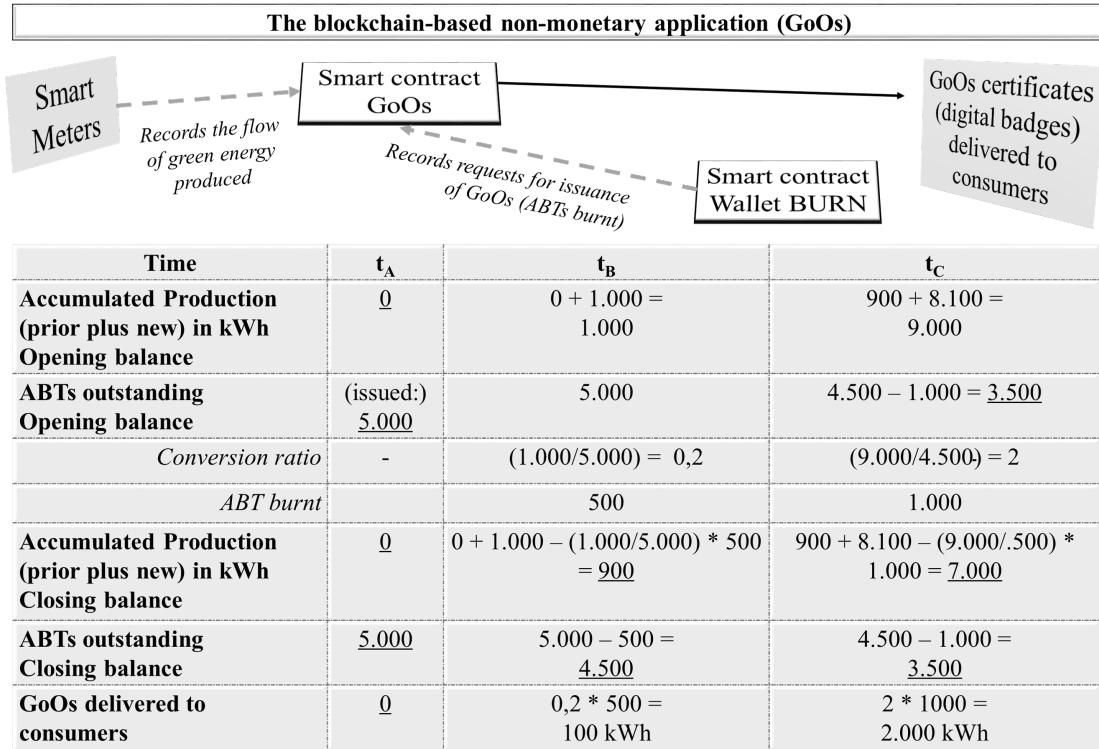 The blockchain-based non-monetary application (GoOs)
Smart
Meters
Records the flow
of green energy
produced
Smart contract
GoOs
Records requests for issuance
of GoOs (ABTs burnt)
Smart contract
Wallet BURN
GoOs certificates
(digital badges)
delivered to
consumers
Time tA tB tC
Accumulated Production
(prior plus new) in kWh
Opening balance
0
0 + 1.000 =
1.000
900 + 8.100 =
9.000
ABTs outstanding
Opening balance
(issued:)
5.000
5.000
4.500 – 1.000 = 3.500
Conversion ratio - (1.000/5.000) = 0,2 (9.000/4.500-) = 2
ABT burnt 500 1.000
Accumulated Production
(prior plus new) in kWh
Closing balance
0
0 + 1.000 – (1.000/5.000) * 500
= 900
900 + 8.100 – (9.000/.500) *
1.000 = 7.000
ABTs outstanding
Closing balance
5.000
5.000 – 500 =
4.500
4.500 – 1.000 =
3.500
GoOs delivered to
consumers
0
0,2 * 500 =
100 kWh
2 * 1000 =
2.000 kWh